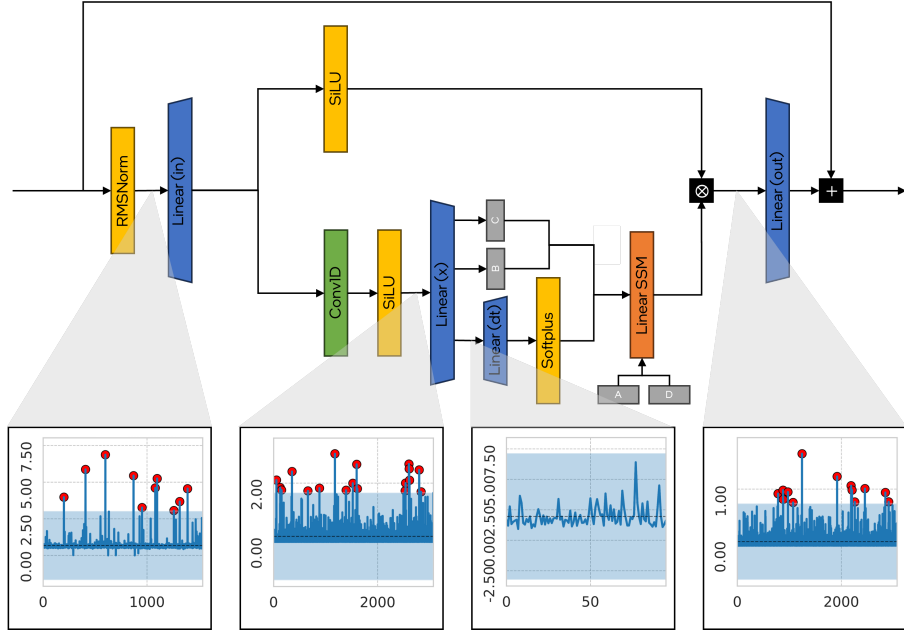 SiLU
RMSNorm
Linear (in)
⊗
Linear (out)
+
Conv1D
SiLU
Linear (x)
C
B
Linear (dt)
Softplus
Linear SSM
A
D
7.50
5.00
2.50
0.00
0
1000
2.00
0.00
0
2000
-2.500.002.505.007.50
0
50
1.00
0.00
0
2000